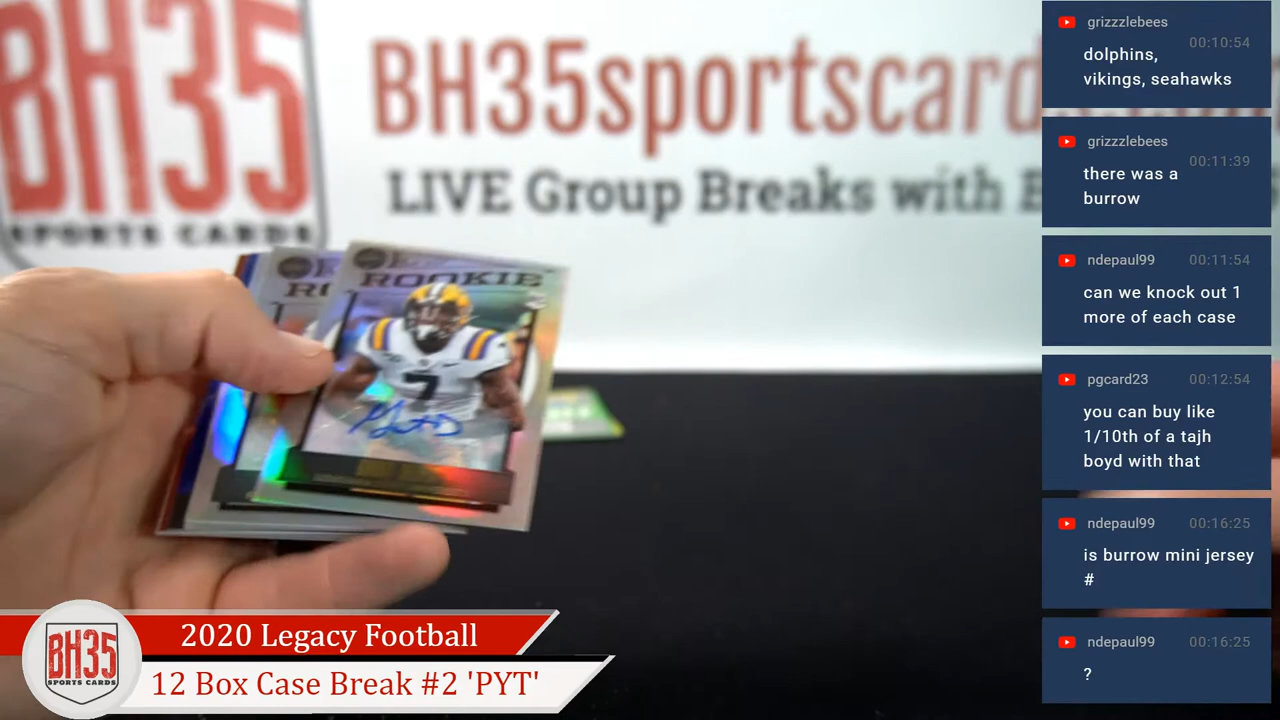 BH35
SPORTS CARDS
BH35sportscard
LIVE Group Breaks with
ROOKIE
7
2020 Legacy Football
12 Box Case Break #2 'PYT'
BH35
SPORTS CARDS
grizzzlebees
00:10:54
dolphins,
vikings, seahawks
grizzzlebees
00:11:39
there was a
burrow
ndepaul99
00:11:54
can we knock out 1
more of each case
pgcard23
00:12:54
you can buy like
1/10th of a tajh
boyd with that
ndepaul99
00:16:25
is burrow mini jersey
#
ndepaul99
00:16:25
?